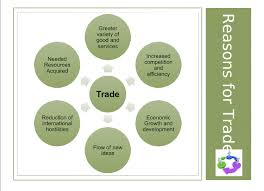 Greater
variety of
good and
services
Increased
competition
and
efficiency
Economic
Growth and
development
Flow of new
ideas
Reduction of
international
hostilities
Needed
Resources
Acquired
Trade
Reasons for Trade